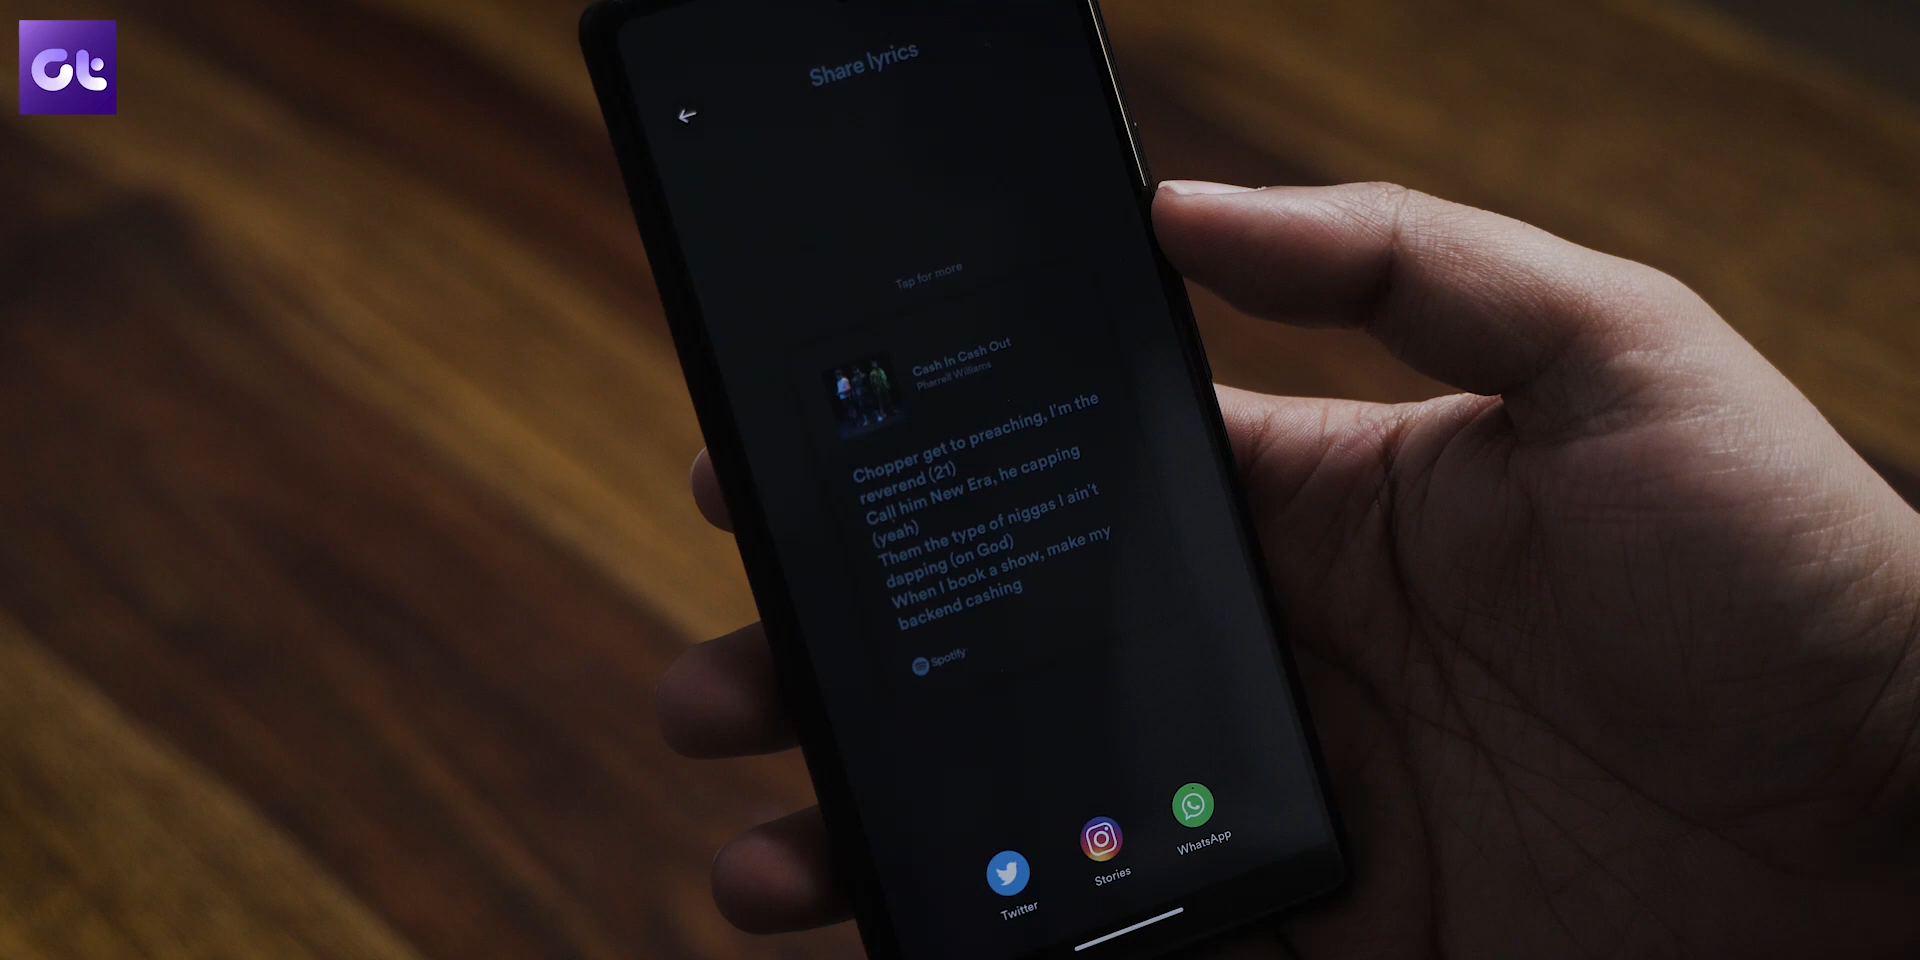 Gt
Share lyrics
Tap for more
Cash In Cash Out
Pharrell Williams
Chopper get to preaching, I'm the
reverend (21)
Call him New Era, he capping
(yeah)
Them the type of niggas I ain't
dapping (on God)
When I book a show, make my
backend cashing
Spotify
Twitter
Stories
WhatsApp